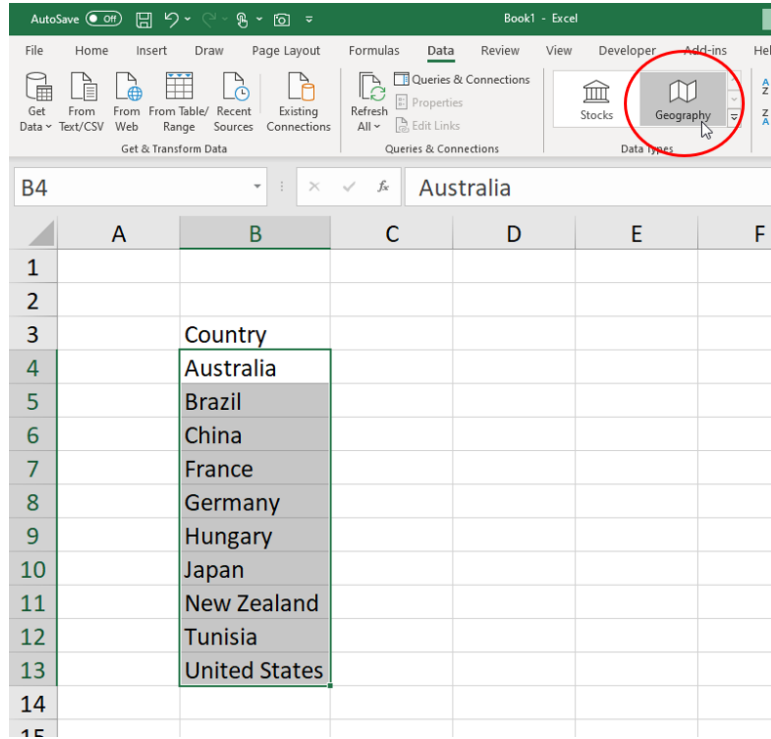 AutoSave Off Book1 - Excel
File Home Insert Draw Page Layout Formulas Data Review View Developer Add-ins Hel
Get Data From Text/CSV From Web From Table/ Range Recent Sources Existing Connections
Refresh All Queries & Connections
Properties
Edit Links
Stocks Geography
Get & Transform Data Queries & Connections Data Types
B4 fx Australia
A B C D E F
1
2
3 Country
4 Australia
5 Brazil
6 China
7 France
8 Germany
9 Hungary
10 Japan
11 New Zealand
12 Tunisia
13 United States
14
15